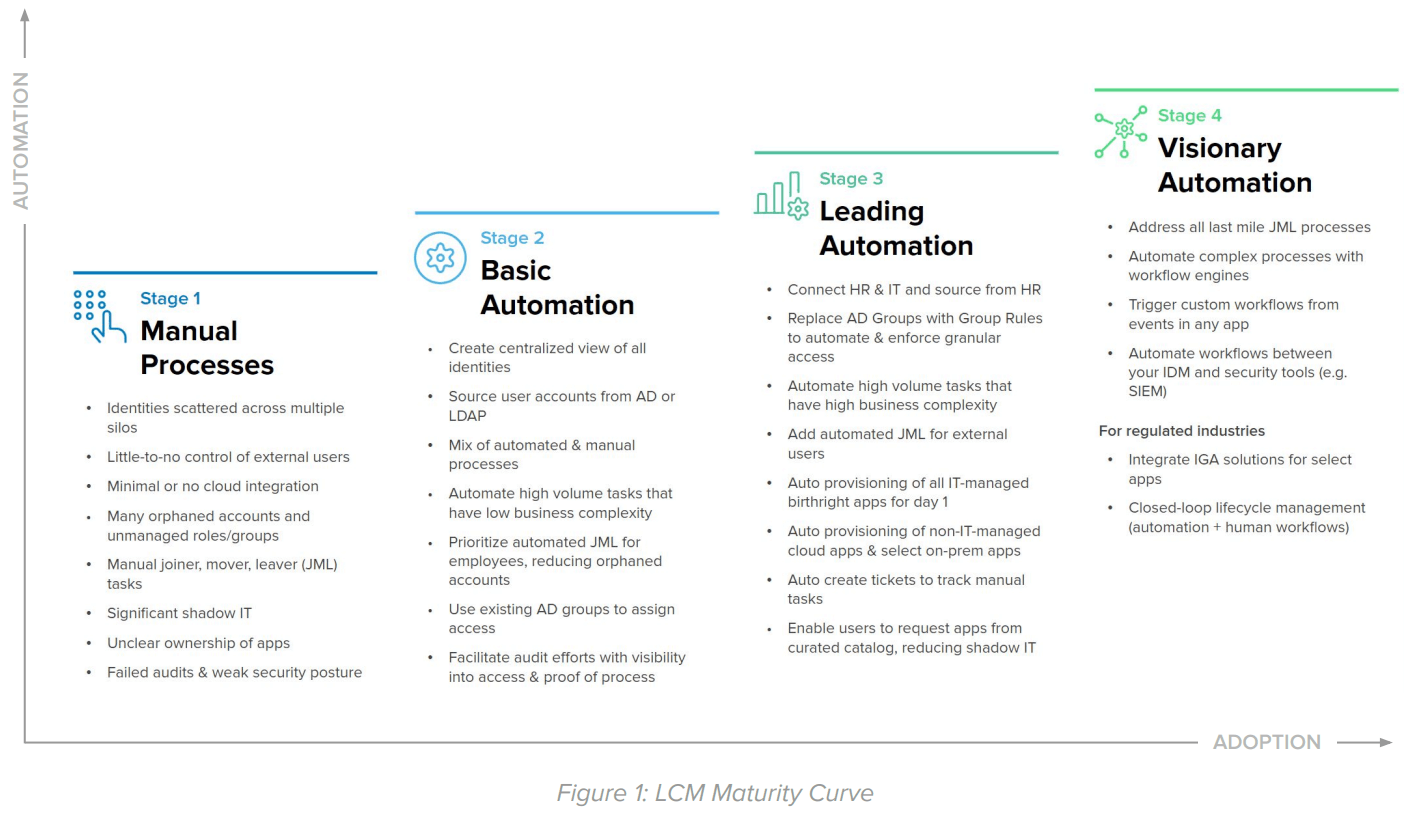 AUTOMATION
Stage 1
Manual
Processes
• Identities scattered across multiple
silos
• Little-to-no control of external users
• Minimal or no cloud integration
• Many orphaned accounts and
unmanaged roles/groups
• Manual joiner, mover, leaver (JML)
tasks
• Significant shadow IT
• Unclear ownership of apps
• Failed audits & weak security posture
Stage 2
Basic
Automation
• Create centralized view of all
identities
• Source user accounts from AD or
LDAP
• Mix of automated & manual
processes
• Automate high volume tasks that
have low business complexity
• Prioritize automated JML for
employees, reducing orphaned
accounts
• Use existing AD groups to assign
access
• Facilitate audit efforts with visibility
into access & proof of process
Stage 3
Leading
Automation
• Connect HR & IT and source from HR
• Replace AD Groups with Group Rules
to automate & enforce granular
access
• Automate high volume tasks that
have high business complexity
• Add automated JML for external
users
• Auto provisioning of all IT-managed
birthright apps for day 1
• Auto provisioning of non-IT-managed
cloud apps & select on-prem apps
• Auto create tickets to track manual
tasks
• Enable users to request apps from
curated catalog, reducing shadow IT
Stage 4
Visionary
Automation
• Address all last mile JML processes
• Automate complex processes with
workflow engines
• Trigger custom workflows from
events in any app
• Automate workflows between
your IDM and security tools (e.g.
SIEM)
For regulated industries
• Integrate IGA solutions for select
apps
• Closed-loop lifecycle management
(automation + human workflows)
ADOPTION
Figure 1: LCM Maturity Curve